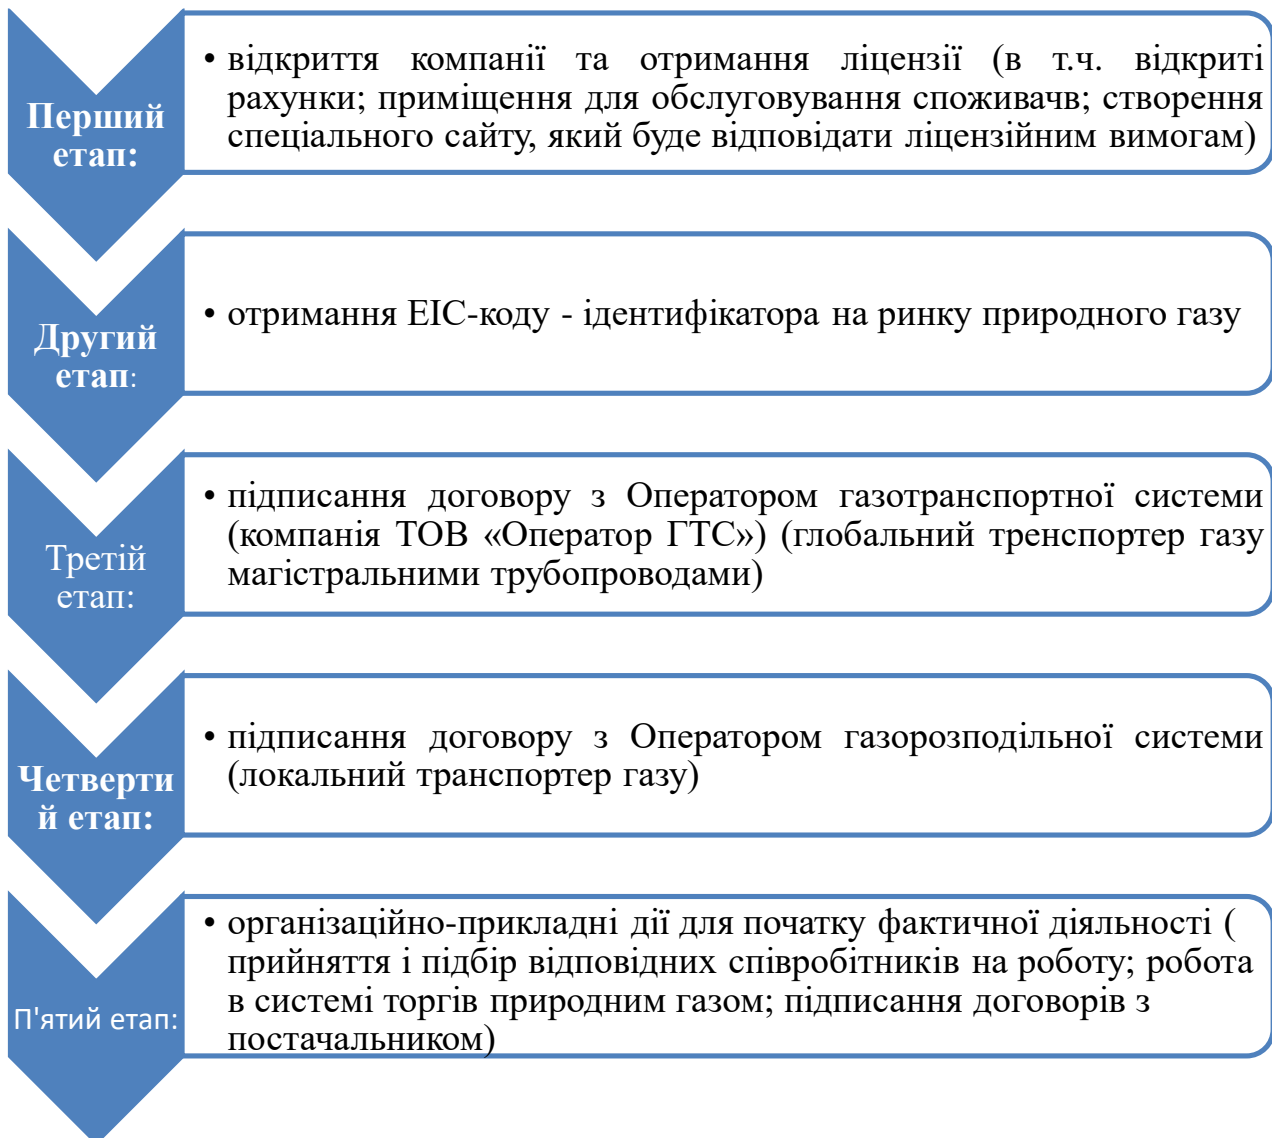 Перший
етап:
• відкриття компанії та отримання ліцензії (в т.ч. відкриті
рахунки; приміщення для обслуговування споживачв; створення
спеціального сайту, який буде відповідати ліцензійним вимогам)
Другий
етап:
• отримання ЕІС-коду - ідентифікатора на ринку природного газу
Третій
етап:
• підписання договору з Оператором газотранспортної системи
(компанія ТОВ «Оператор ГТС») (глобальний тренспортер газу
магістральними трубопроводами)
Четверти
й етап:
• підписання договору з Оператором газорозподільної системи
(локальний транспортер газу)
П'ятий етап:
• організаційно-прикладні дії для початку фактичної діяльності (
прийняття і підбір відповідних співробітників на роботу; робота
в системі торгів природним газом; підписання договорів з
постачальником)